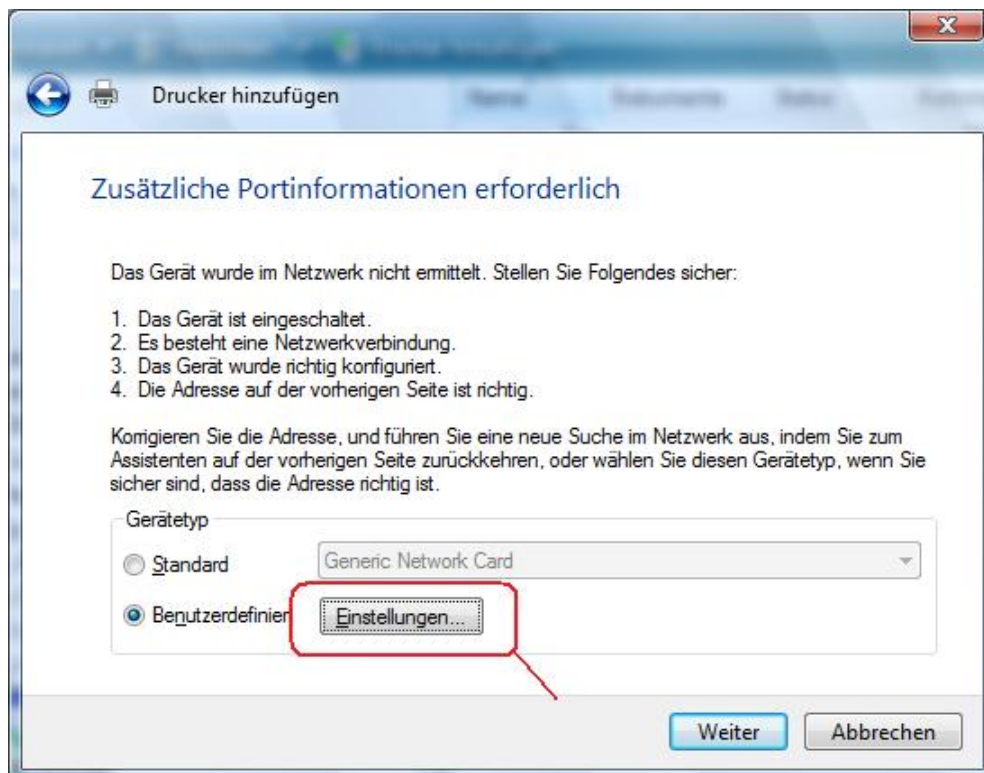 Drucker hinzufügen
Name Dokumente Status
Zusätzliche Portinformationen erforderlich
Das Gerät wurde im Netzwerk nicht ermittelt. Stellen Sie Folgendes sicher:
1. Das Gerät ist eingeschaltet.
2. Es besteht eine Netzwerkverbindung.
3. Das Gerät wurde richtig konfiguriert.
4. Die Adresse auf der vorherigen Seite ist richtig.
Korrigieren Sie die Adresse, und führen Sie eine neue Suche im Netzwerk aus, indem Sie zum
Assistenten auf der vorherigen Seite zurückkehren, oder wählen Sie diesen Gerätetyp, wenn Sie
sicher sind, dass die Adresse richtig ist.
Gerätetyp
Standard Generic Network Card
Benutzerdefinier Einstellungen...
Weiter Abbrechen